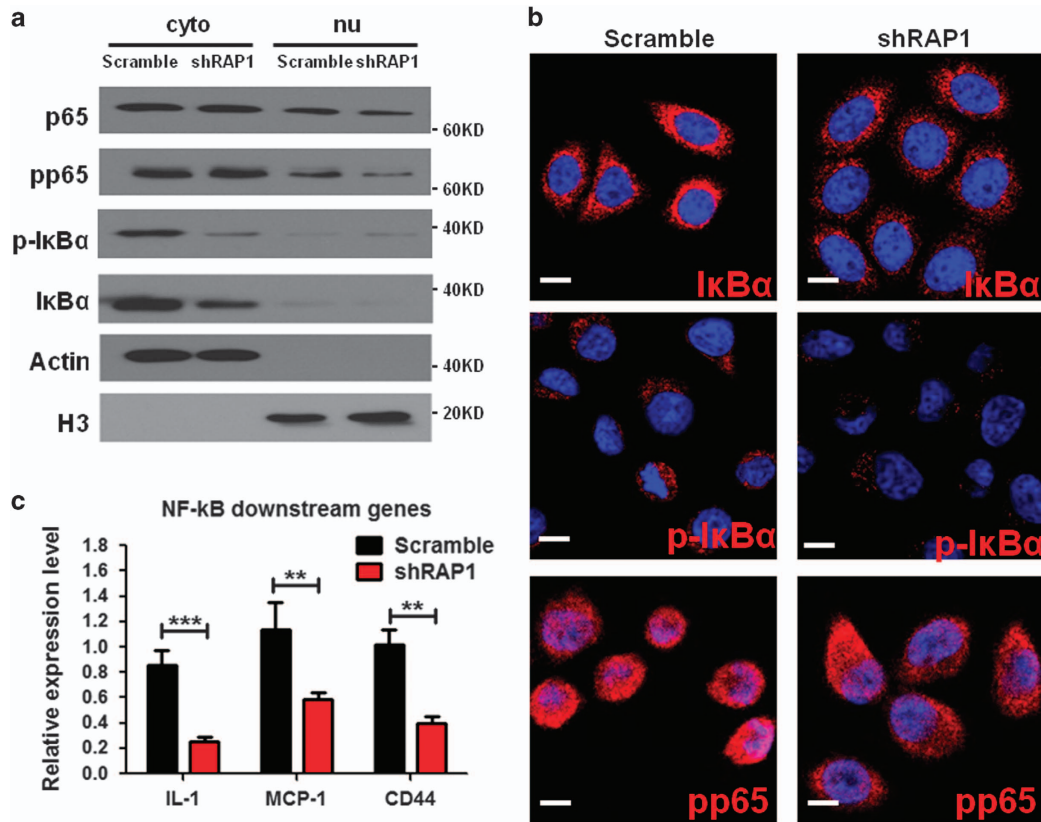 a
cyto nu
Scramble shRAP1 Scramble shRAP1
p65
- 60KD
pp65
60KD
p-IκBα
- 40KD
IκBα
40KD
Actin
- 40KD
H3
- 20KD
b
Scramble shRAP1
IκBα IκBα
p-IκBα p-IκBα
pp65 pp65
c
NF-kB downstream genes
Relative expression level
1.8
1.6
1.4
1.2
1.0
0.8
0.6
0.4
0.2
0.0
Scramble
shRAP1
***
**
**
IL-1 MCP-1 CD44